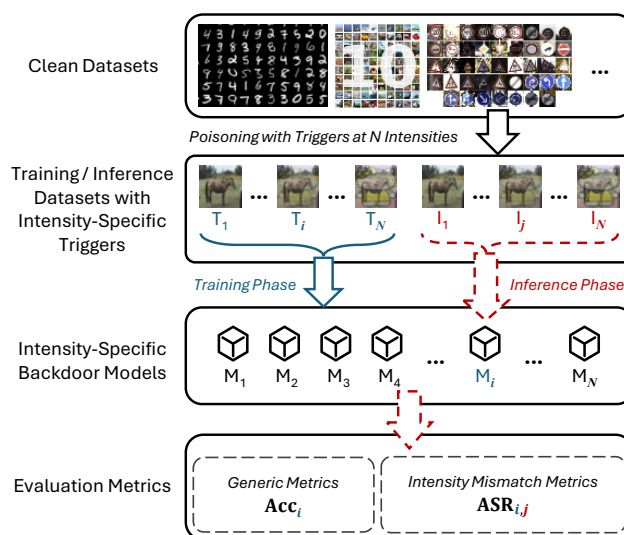 Clean Datasets
10
...
Poisoning with Triggers at N Intensities
Training / Inference
Datasets with
Intensity-Specific
Triggers
... ... ... ...
T1 Ti TN I1 Ij IN
Training Phase
Inference Phase
Intensity-Specific
Backdoor Models
... ...
M1 M2 M3 M4 Mi MN
Evaluation Metrics
Generic Metrics
Acci
Intensity Mismatch Metrics
ASRi,j